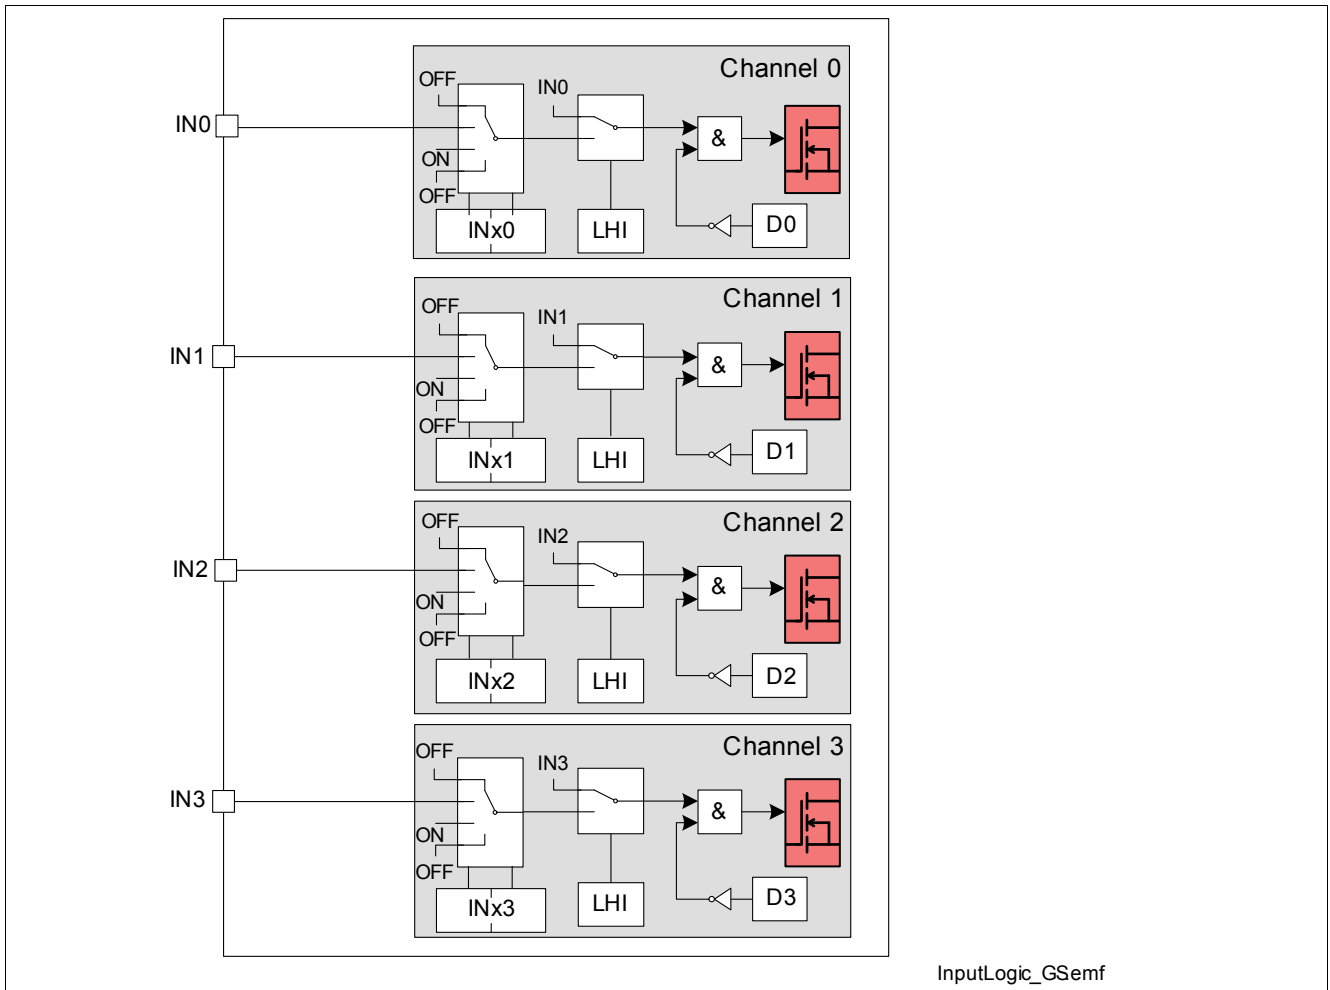 Channel 0
OFF
IN0
IN0
&
ON
OFF
INx0
LHI
D0
Channel 1
OFF
IN1
IN1
&
ON
OFF
INx1
LHI
D1
Channel 2
OFF
IN2
IN2
&
ON
OFF
INx2
LHI
D2
Channel 3
OFF
IN3
IN3
&
ON
OFF
INx3
LHI
D3
InputLogic_GS.emf